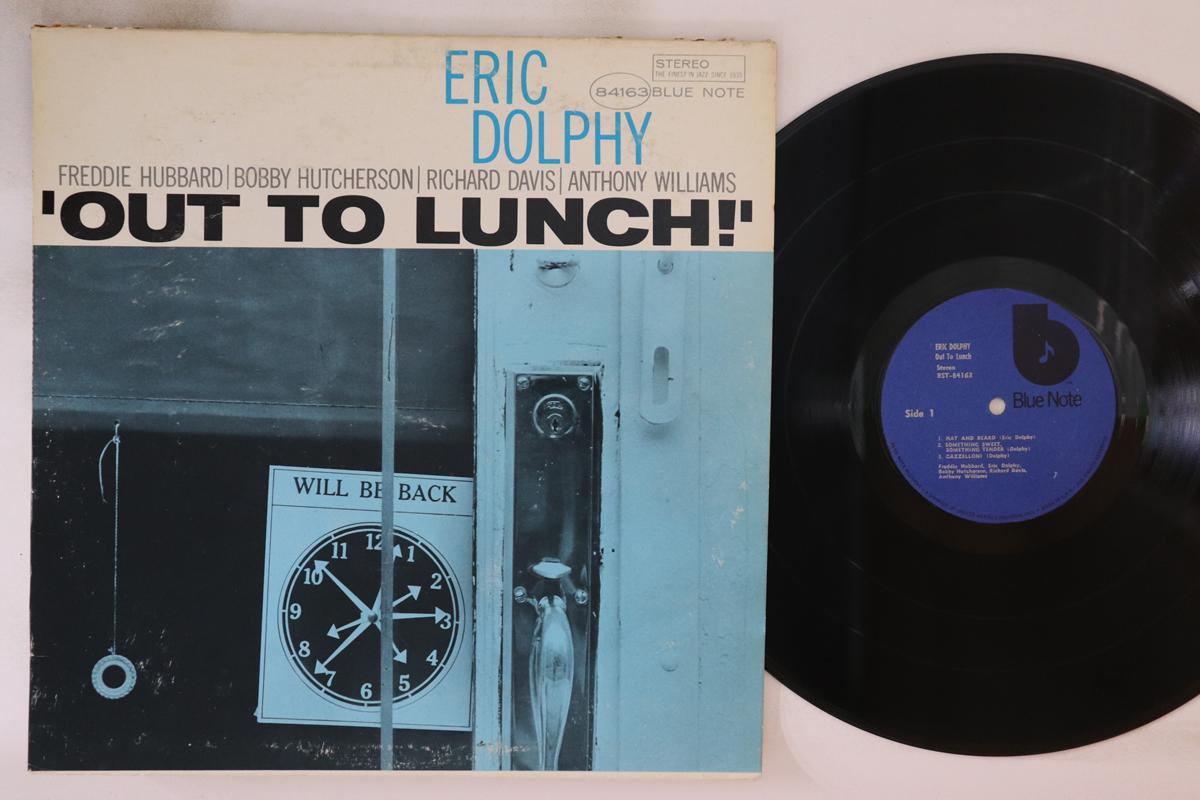 ERIC
DOLPHY
STEREO
THE FINEST IN JAZZ SINCE 1939
84163 BLUE NOTE
FREDDIE HUBBARD|BOBBY HUTCHERSON|RICHARD DAVIS|ANTHONY WILLIAMS
'OUT TO LUNCH!'
WILL BE BACK
12
1
2
3
4
5
6
7
8
9
10
11
ERIC DOLPHY
Out To Lunch
Stereo
BST-84163
b
Blue Note
Side 1
1. HAT AND BEARD (Eric Dolphy)
2. SOMETHING SWEET,
SOMETHING TENDER (Dolphy)
3. GAZZELLONI (Dolphy)
Freddie Hubbard, Eric Dolphy,
Bobby Hutcherson, Richard Davis,
Anthony Williams